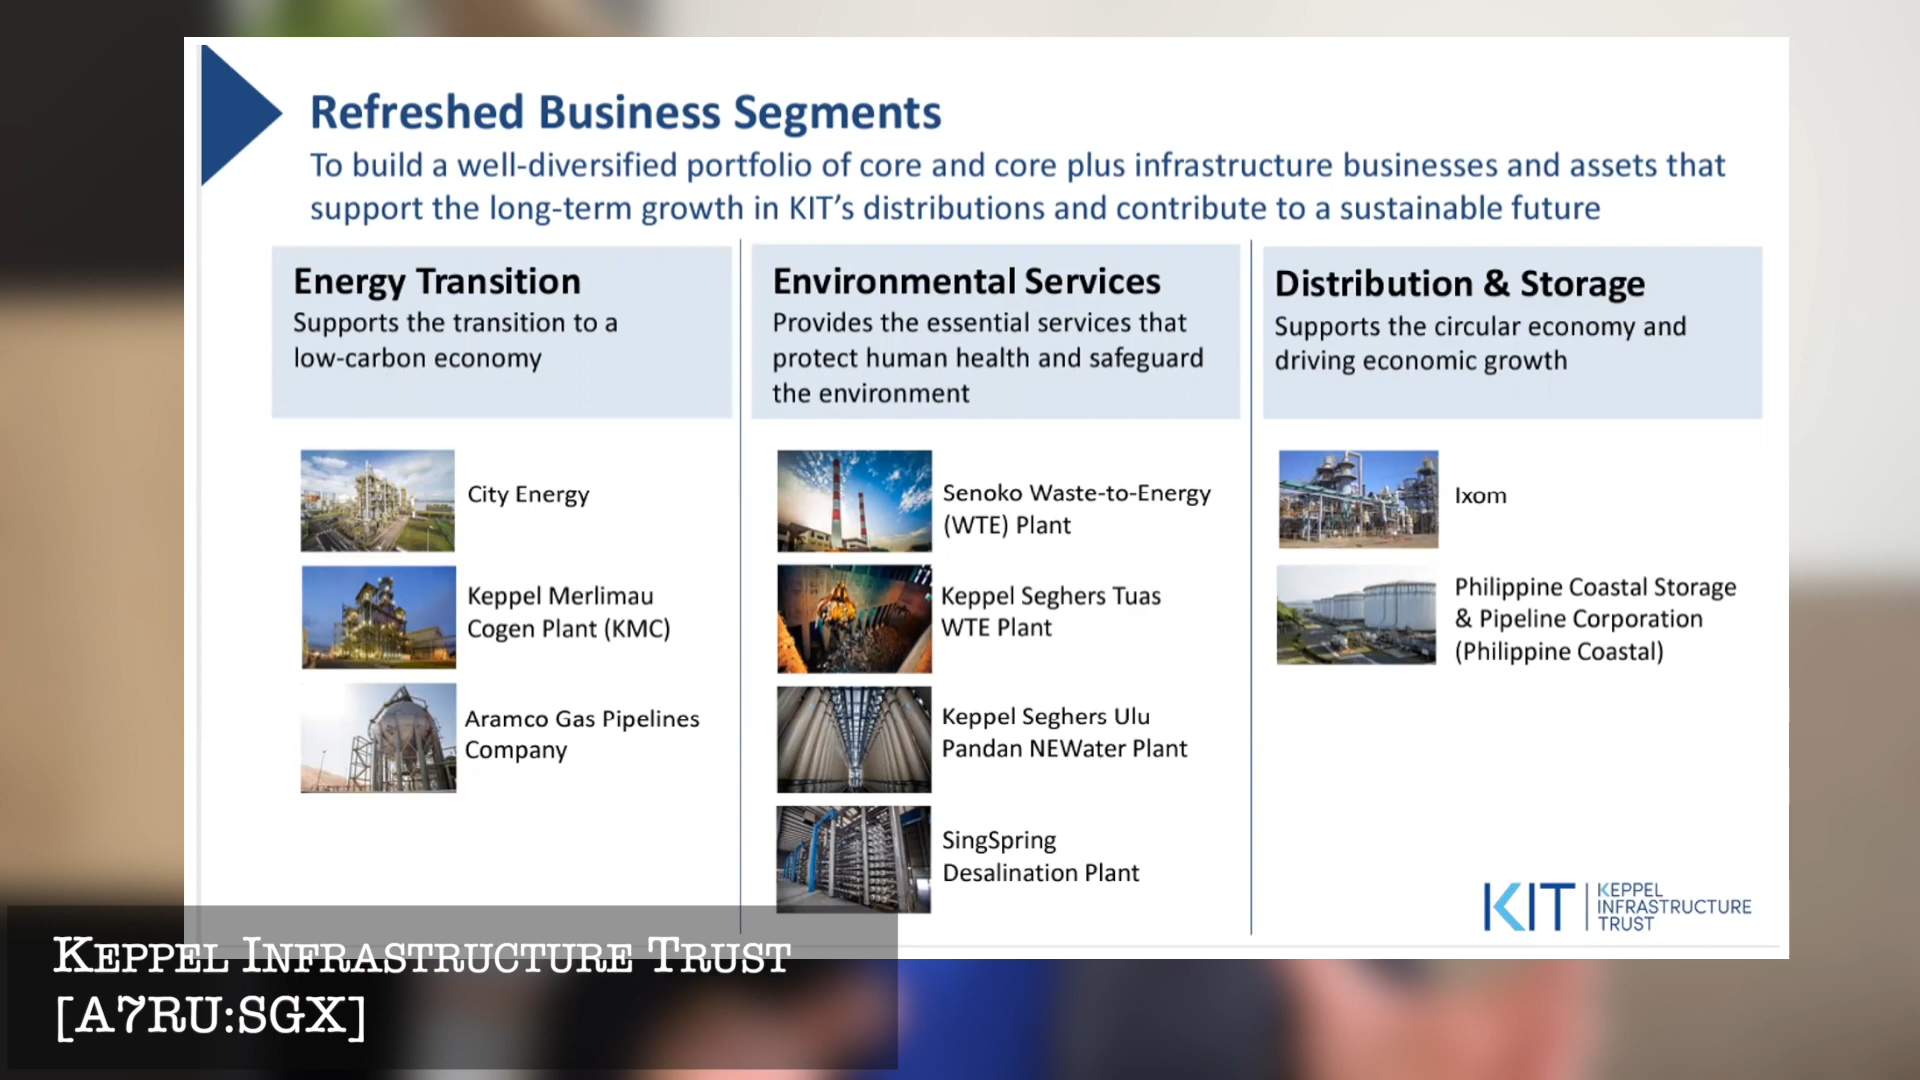 Refreshed Business Segments
To build a well-diversified portfolio of core and core plus infrastructure businesses and assets that
support the long-term growth in KIT’s distributions and contribute to a sustainable future
Energy Transition
Supports the transition to a
low-carbon economy
City Energy
Keppel Merlimau
Cogen Plant (KMC)
Aramco Gas Pipelines
Company
Environmental Services
Provides the essential services that
protect human health and safeguard
the environment
Senoko Waste-to-Energy
(WTE) Plant
Keppel Seghers Tuas
WTE Plant
Keppel Seghers Ulu
Pandan NEWater Plant
SingSpring
Desalination Plant
Distribution & Storage
Supports the circular economy and
driving economic growth
Ixom
Philippine Coastal Storage
& Pipeline Corporation
(Philippine Coastal)
KIT
KEPPEL
INFRASTRUCTURE
TRUST
KEPPEL INFRASTRUCTURE TRUST
[A7RU:SGX]